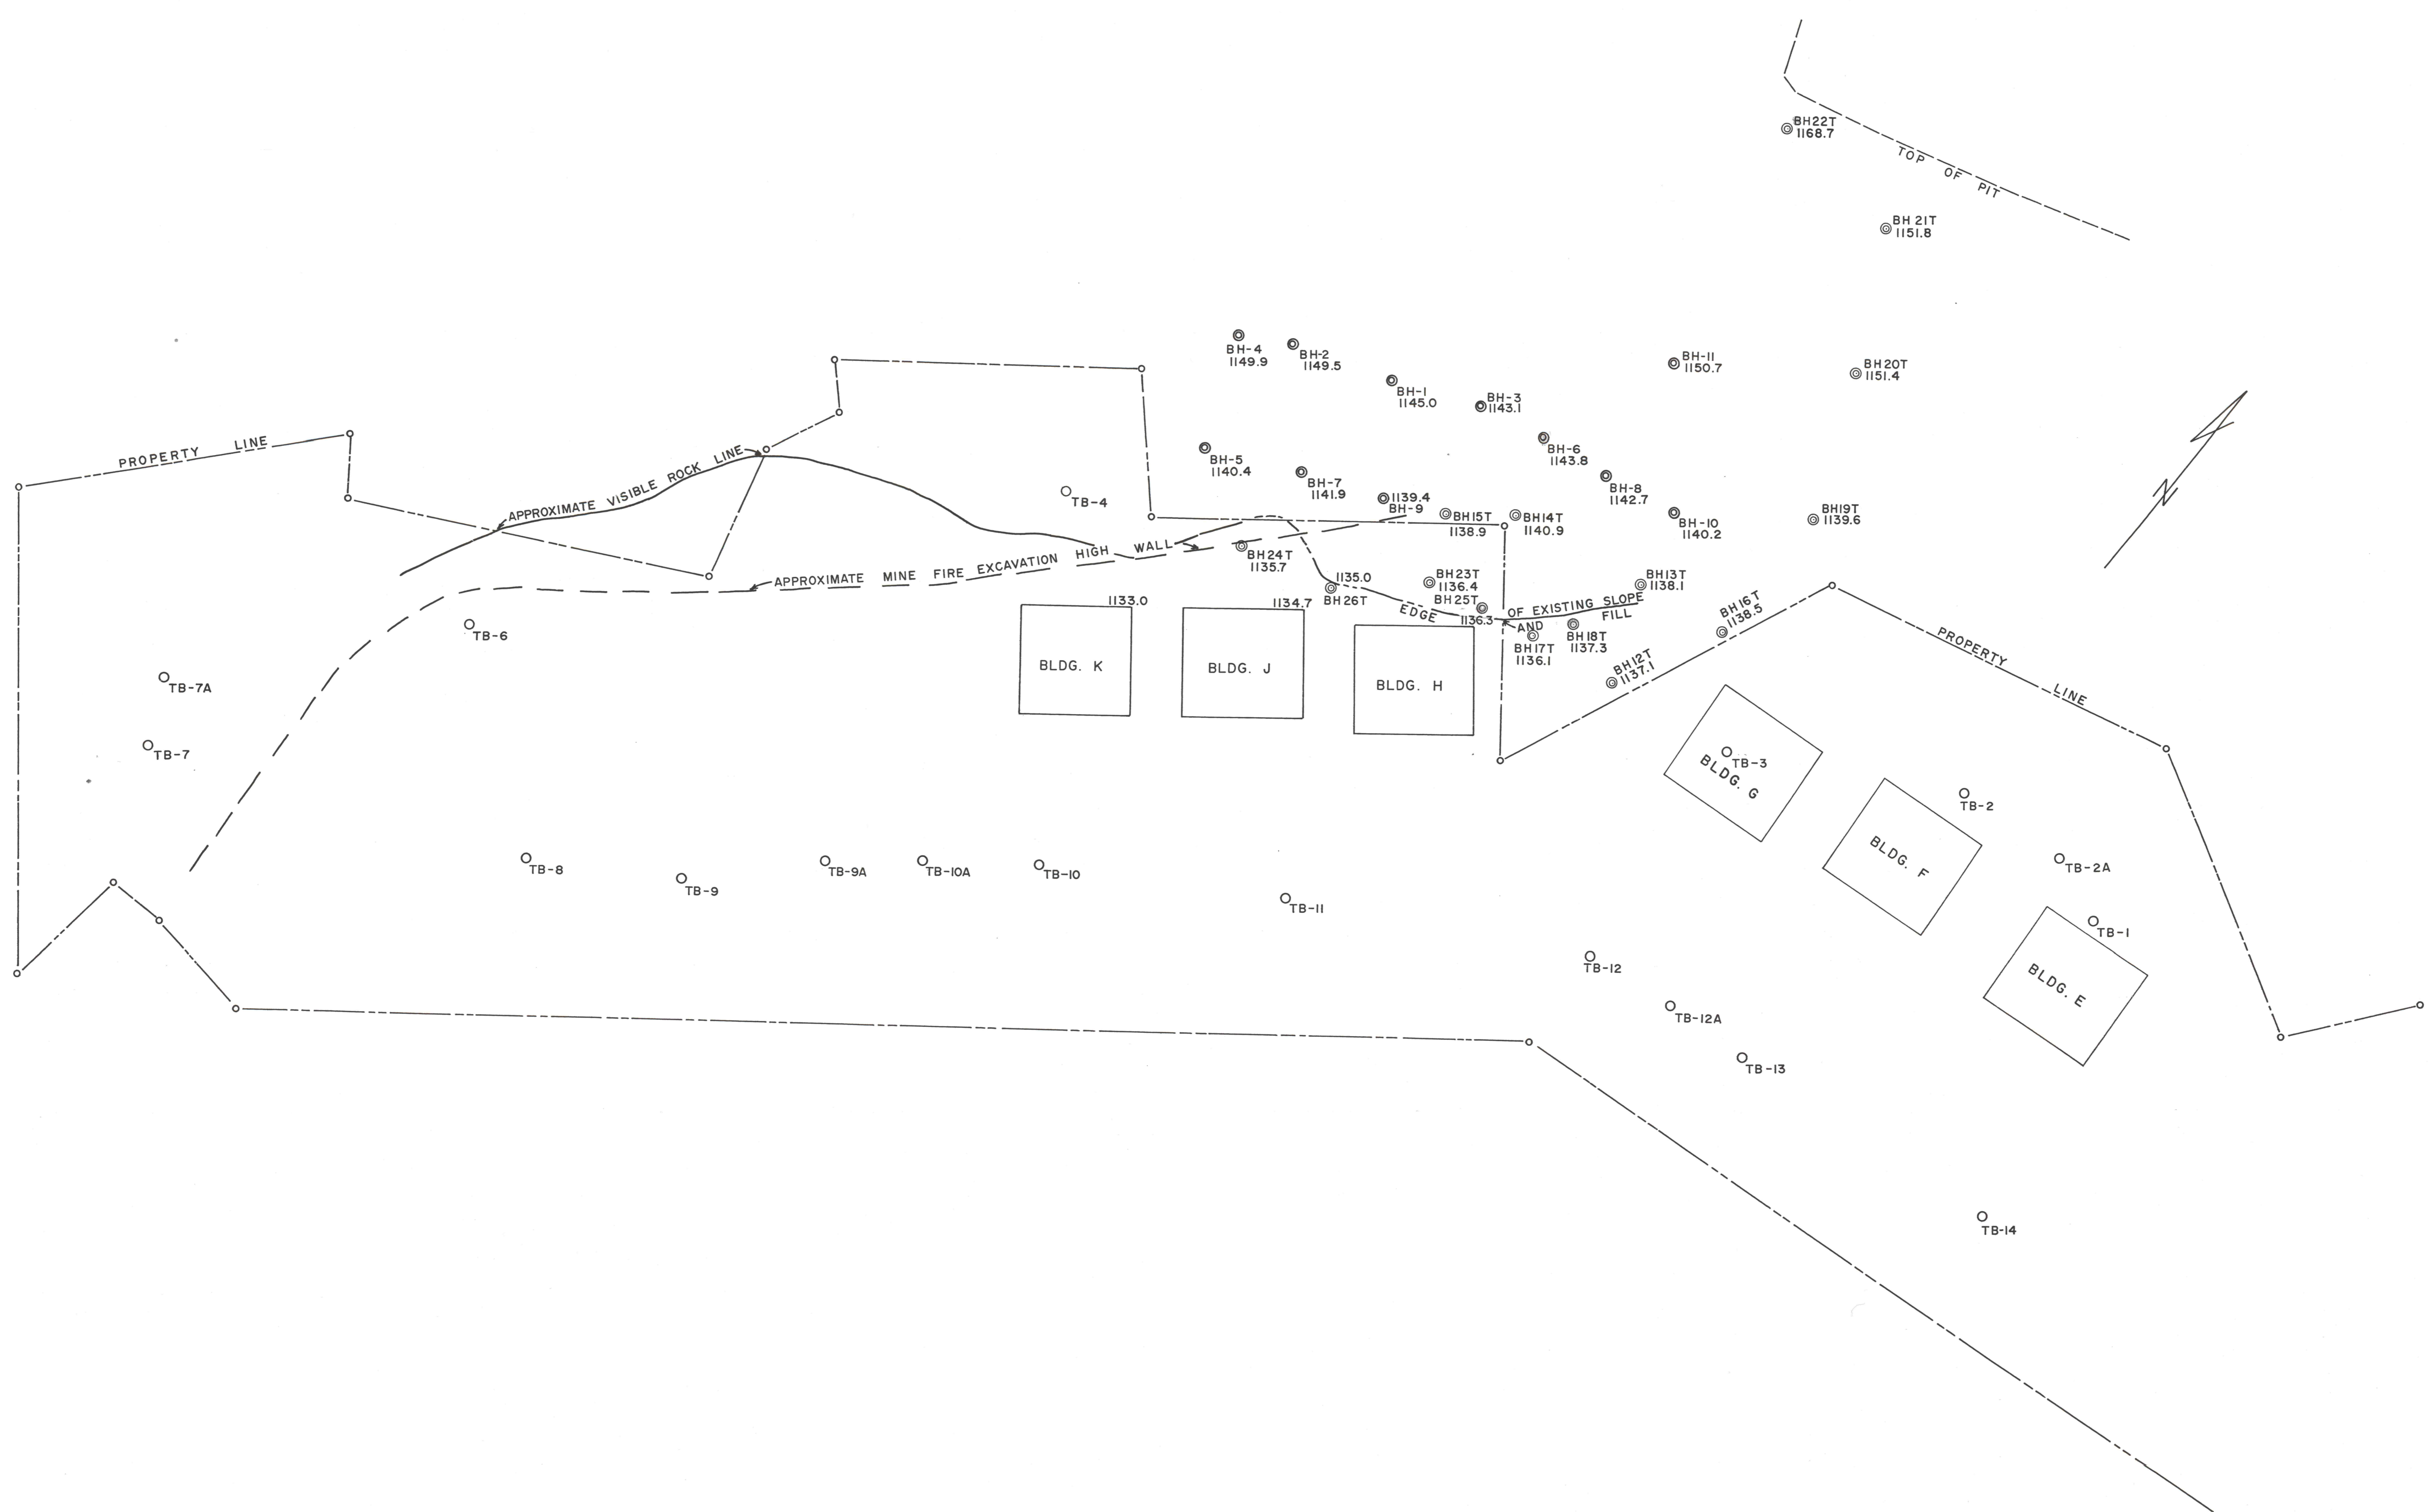 BH22T
1168.7
TOP OF PIT
BH 21T
1151.8
BH-4
1149.9
BH-2
1149.5
BH-11
1150.7
BH20T
1151.4
BH-1
1145.0
BH-3
1143.1
PROPERTY LINE
APPROXIMATE VISIBLE ROCK LINE
BH-5
1140.4
BH-6
1143.8
BH-7
1141.9
BH-8
1142.7
TB-4
1139.4
BH-9
BH15T
1138.9
BH14T
1140.9
BH-10
1140.2
BH19T
1139.6
N
APPROXIMATE MINE FIRE EXCAVATION HIGH WALL
BH24T
1135.7
1135.0
BH26T
BH23T
1136.4
BH25T
1136.3
BH13T
1138.1
EDGE OF EXISTING SLOPE
AND FILL
BH16T
1138.5
1133.0
1134.7
TB-6
BH17T
1136.1
BH18T
1137.3
BH12T
1137.1
PROPERTY LINE
BLDG. K
BLDG. J
BLDG. H
TB-7A
TB-7
TB-3
BLDG. G
TB-2
BLDG. F
TB-2A
TB-8
TB-9
TB-9A
TB-10A
TB-10
TB-11
TB-1
BLDG. E
TB-12
TB-12A
TB-13
TB-14